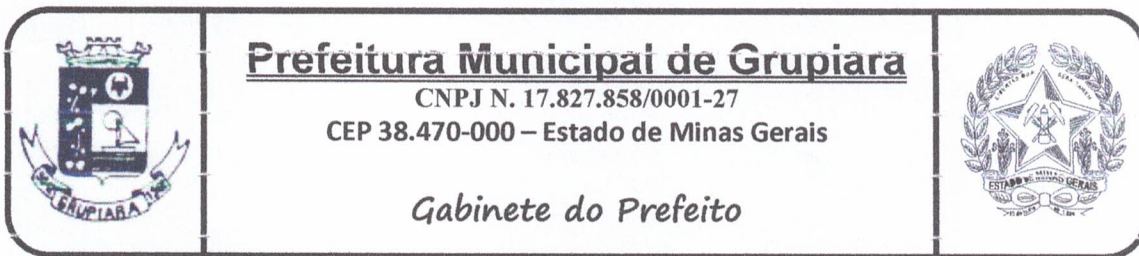 Prefeitura Municipal de Grupiara
CNPJ N. 17.827.858/0001-27
CEP 38.470-000 – Estado de Minas Gerais
Gabinete do Prefeito
GRUPIARA
ESTADO DE MINAS GERAIS